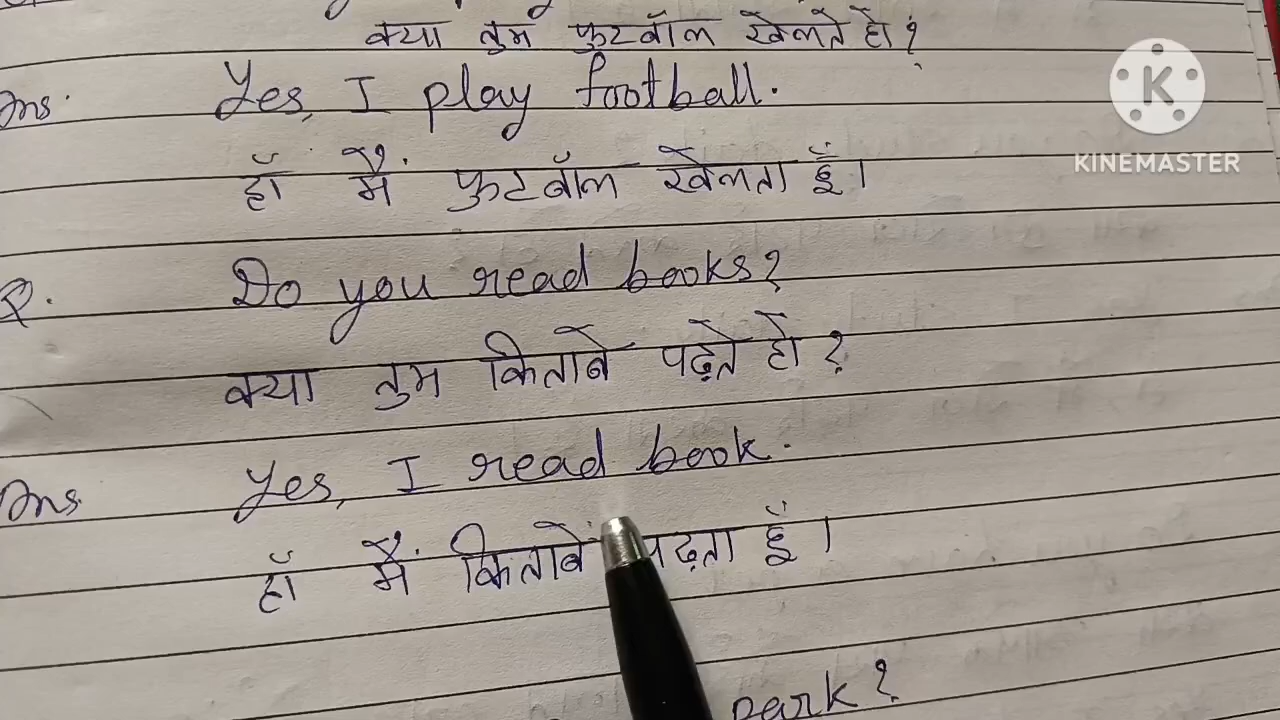 क्या तुम फुटबॉल खेलते हो?
Ans. Yes, I play football.
हाँ मैं फुटबॉल खेलता हूँ।
Q. Do you read books?
क्या तुम किताबे पढ़ते हो?
Ans Yes, I read book.
हाँ मैं किताबें पढ़ता हूँ।
park?
K
KINEMASTER